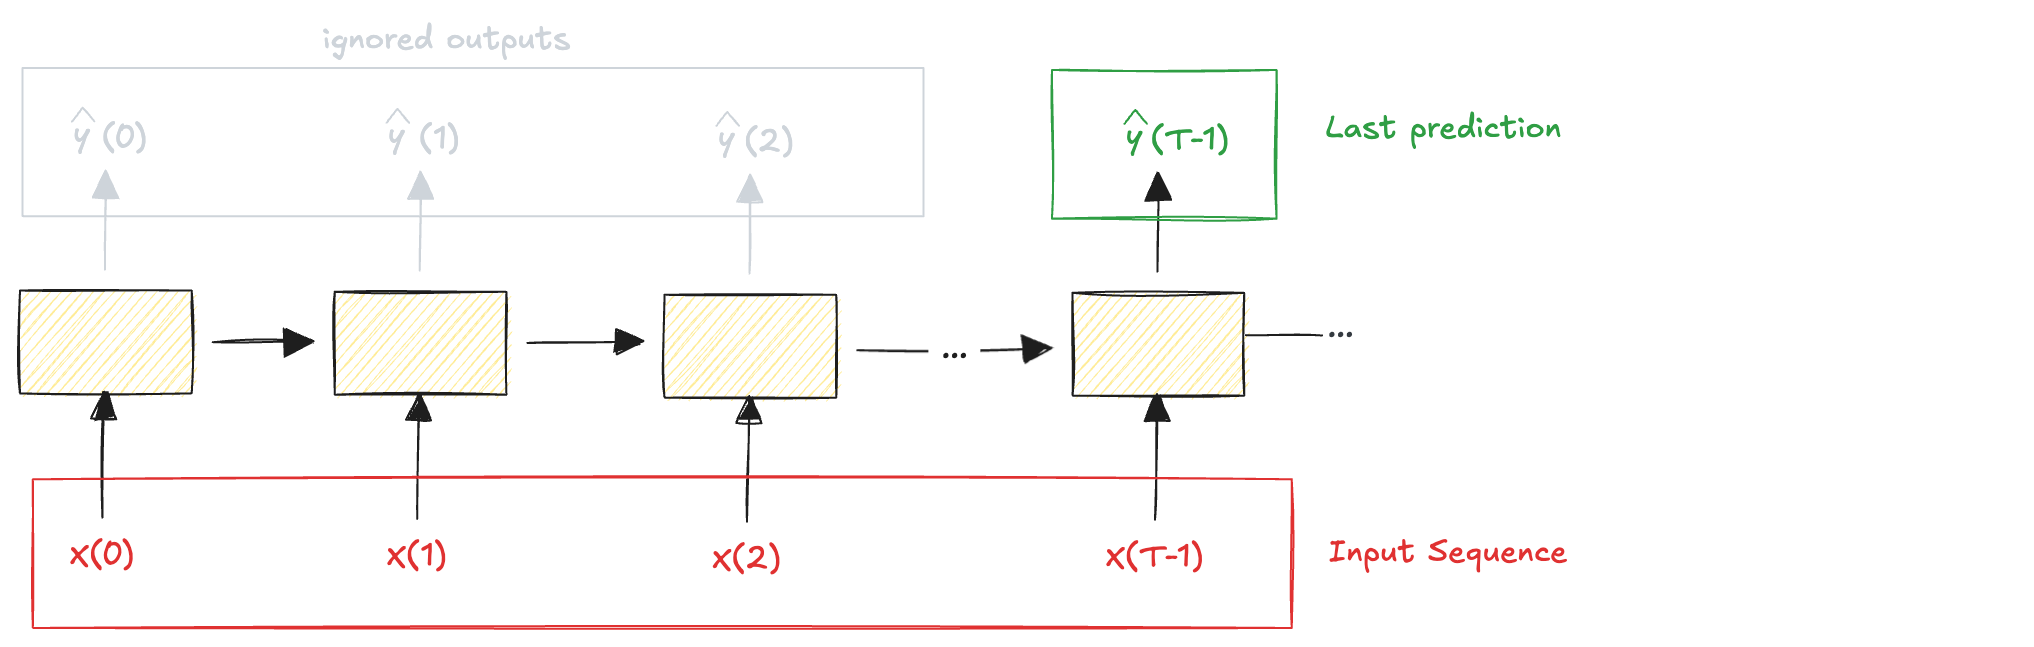 ignored outputs
ŷ(0) ŷ(1) ŷ(2) ŷ(T-1) Last prediction
... ...
x(0) x(1) x(2) x(T-1) Input Sequence